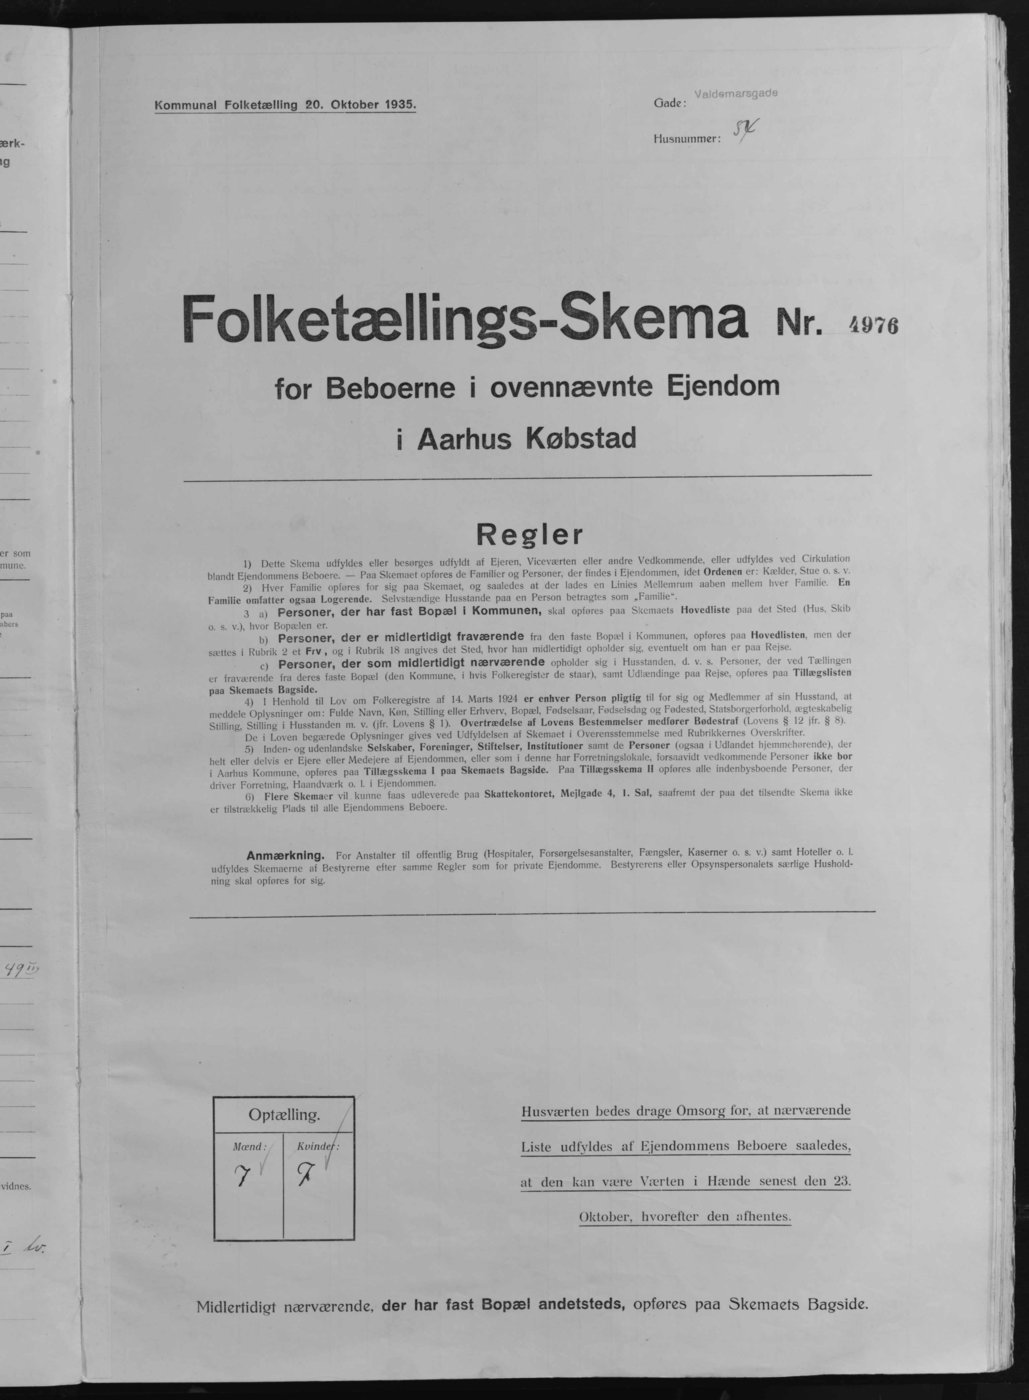 Kommunal Folketælling 20. Oktober 1935.
Gade: Valdemarsgade
Husnummer: 54
Folketællings-Skema Nr. 4976
for Beboerne i ovennævnte Ejendom
i Aarhus Købstad
Regler
1) Dette Skema udfyldes eller besørges udfyldt af Ejeren, Viceværten eller andre Vedkommende, eller udfyldes ved Cirkulation
blandt Ejendommens Beboere. — Paa Skemaet opføres de Familier og Personer, der findes i Ejendommen, idet Ordenen er: Kælder, Stue o. s. v.
2) Hver Familie opføres for sig paa Skemaet, og saaledes at der lades en Linies Mellemrum aaben mellem hver Familie. En
Familie omfatter ogsaa Logerende. Selvstændige Husstande paa en Person betragtes som „Familie".
3 a) Personer, der har fast Bopæl i Kommunen, skal opføres paa Skemaets Hovedliste paa det Sted (Hus, Skib
o. s. v.), hvor Bopælen er.
b) Personer, der er midlertidigt fraværende fra den faste Bopæl i Kommunen, opføres paa Hovedlisten, men der
sættes i Rubrik 2 et Frv, og i Rubrik 18 angives det Sted, hvor han midlertidigt opholder sig, eventuelt om han er paa Rejse.
c) Personer, der som midlertidigt nærværende opholder sig i Husstanden, d. v. s. Personer, der ved Tællingen
er fraværende fra deres faste Bopæl (den Kommune, i hvis Folkeregister de staar), samt Udlændinge paa Rejse, opføres paa Tillægslisten
paa Skemaets Bagside.
4) I Henhold til Lov om Folkeregistre af 14. Marts 1924 er enhver Person pligtig til for sig og Medlemmer af sin Husstand, at
meddele Oplysninger om: Fulde Navn, Køn, Stilling eller Erhverv, Bopæl, Fødselsaar, Fødselsdag og Fødested, Statsborgerforhold, ægteskabelig
Stilling, Stilling i Husstanden m. v. (jfr. Lovens § 1). Overtrædelse af Lovens Bestemmelser medfører Bødestraf (Lovens § 12 jfr. § 8).
De i Loven begærede Oplysninger gives ved Udfyldelsen af Skemaet i Overensstemmelse med Rubrikkernes Overskrifter.
5) Inden- og udenlandske Selskaber, Foreninger, Stiftelser, Institutioner samt de Personer (ogsaa i Udlandet hjemmehørende), der
helt eller delvis er Ejere eller Medejere af Ejendommen, eller som i denne har Forretningslokale, forsaavidt vedkommende Personer ikke bor
i Aarhus Kommune, opføres paa Tillægsskema I paa Skemaets Bagside. Paa Tillægsskema II opføres alle indenbysboende Personer, der
driver Forretning, Haandværk o. l. i Ejendommen.
6) Flere Skemaer vil kunne faas udleverede paa Skattekontoret, Mejlgade 4, 1. Sal, saafremt der paa det tilsendte Skema ikke
er tilstrækkelig Plads til alle Ejendommens Beboere.
Anmærkning. For Anstalter til offentlig Brug (Hospitaler, Forsørgelsesanstalter, Fængsler, Kaserner o. s. v.) samt Hoteller o. l.
udfyldes Skemaerne af Bestyrerne efter samme Regler som for private Ejendomme. Bestyrerens eller Opsynspersonalets særlige Hushold-
ning skal opføres for sig.
Optælling.
Mænd: Kvinder:
7 7
Husværten bedes drage Omsorg for, at nærværende
Liste udfyldes af Ejendommens Beboere saaledes,
at den kan være Værten i Hænde senest den 23.
Oktober, hvorefter den afhentes.
Midlertidigt nærværende, der har fast Bopæl andetsteds, opføres paa Skemaets Bagside.